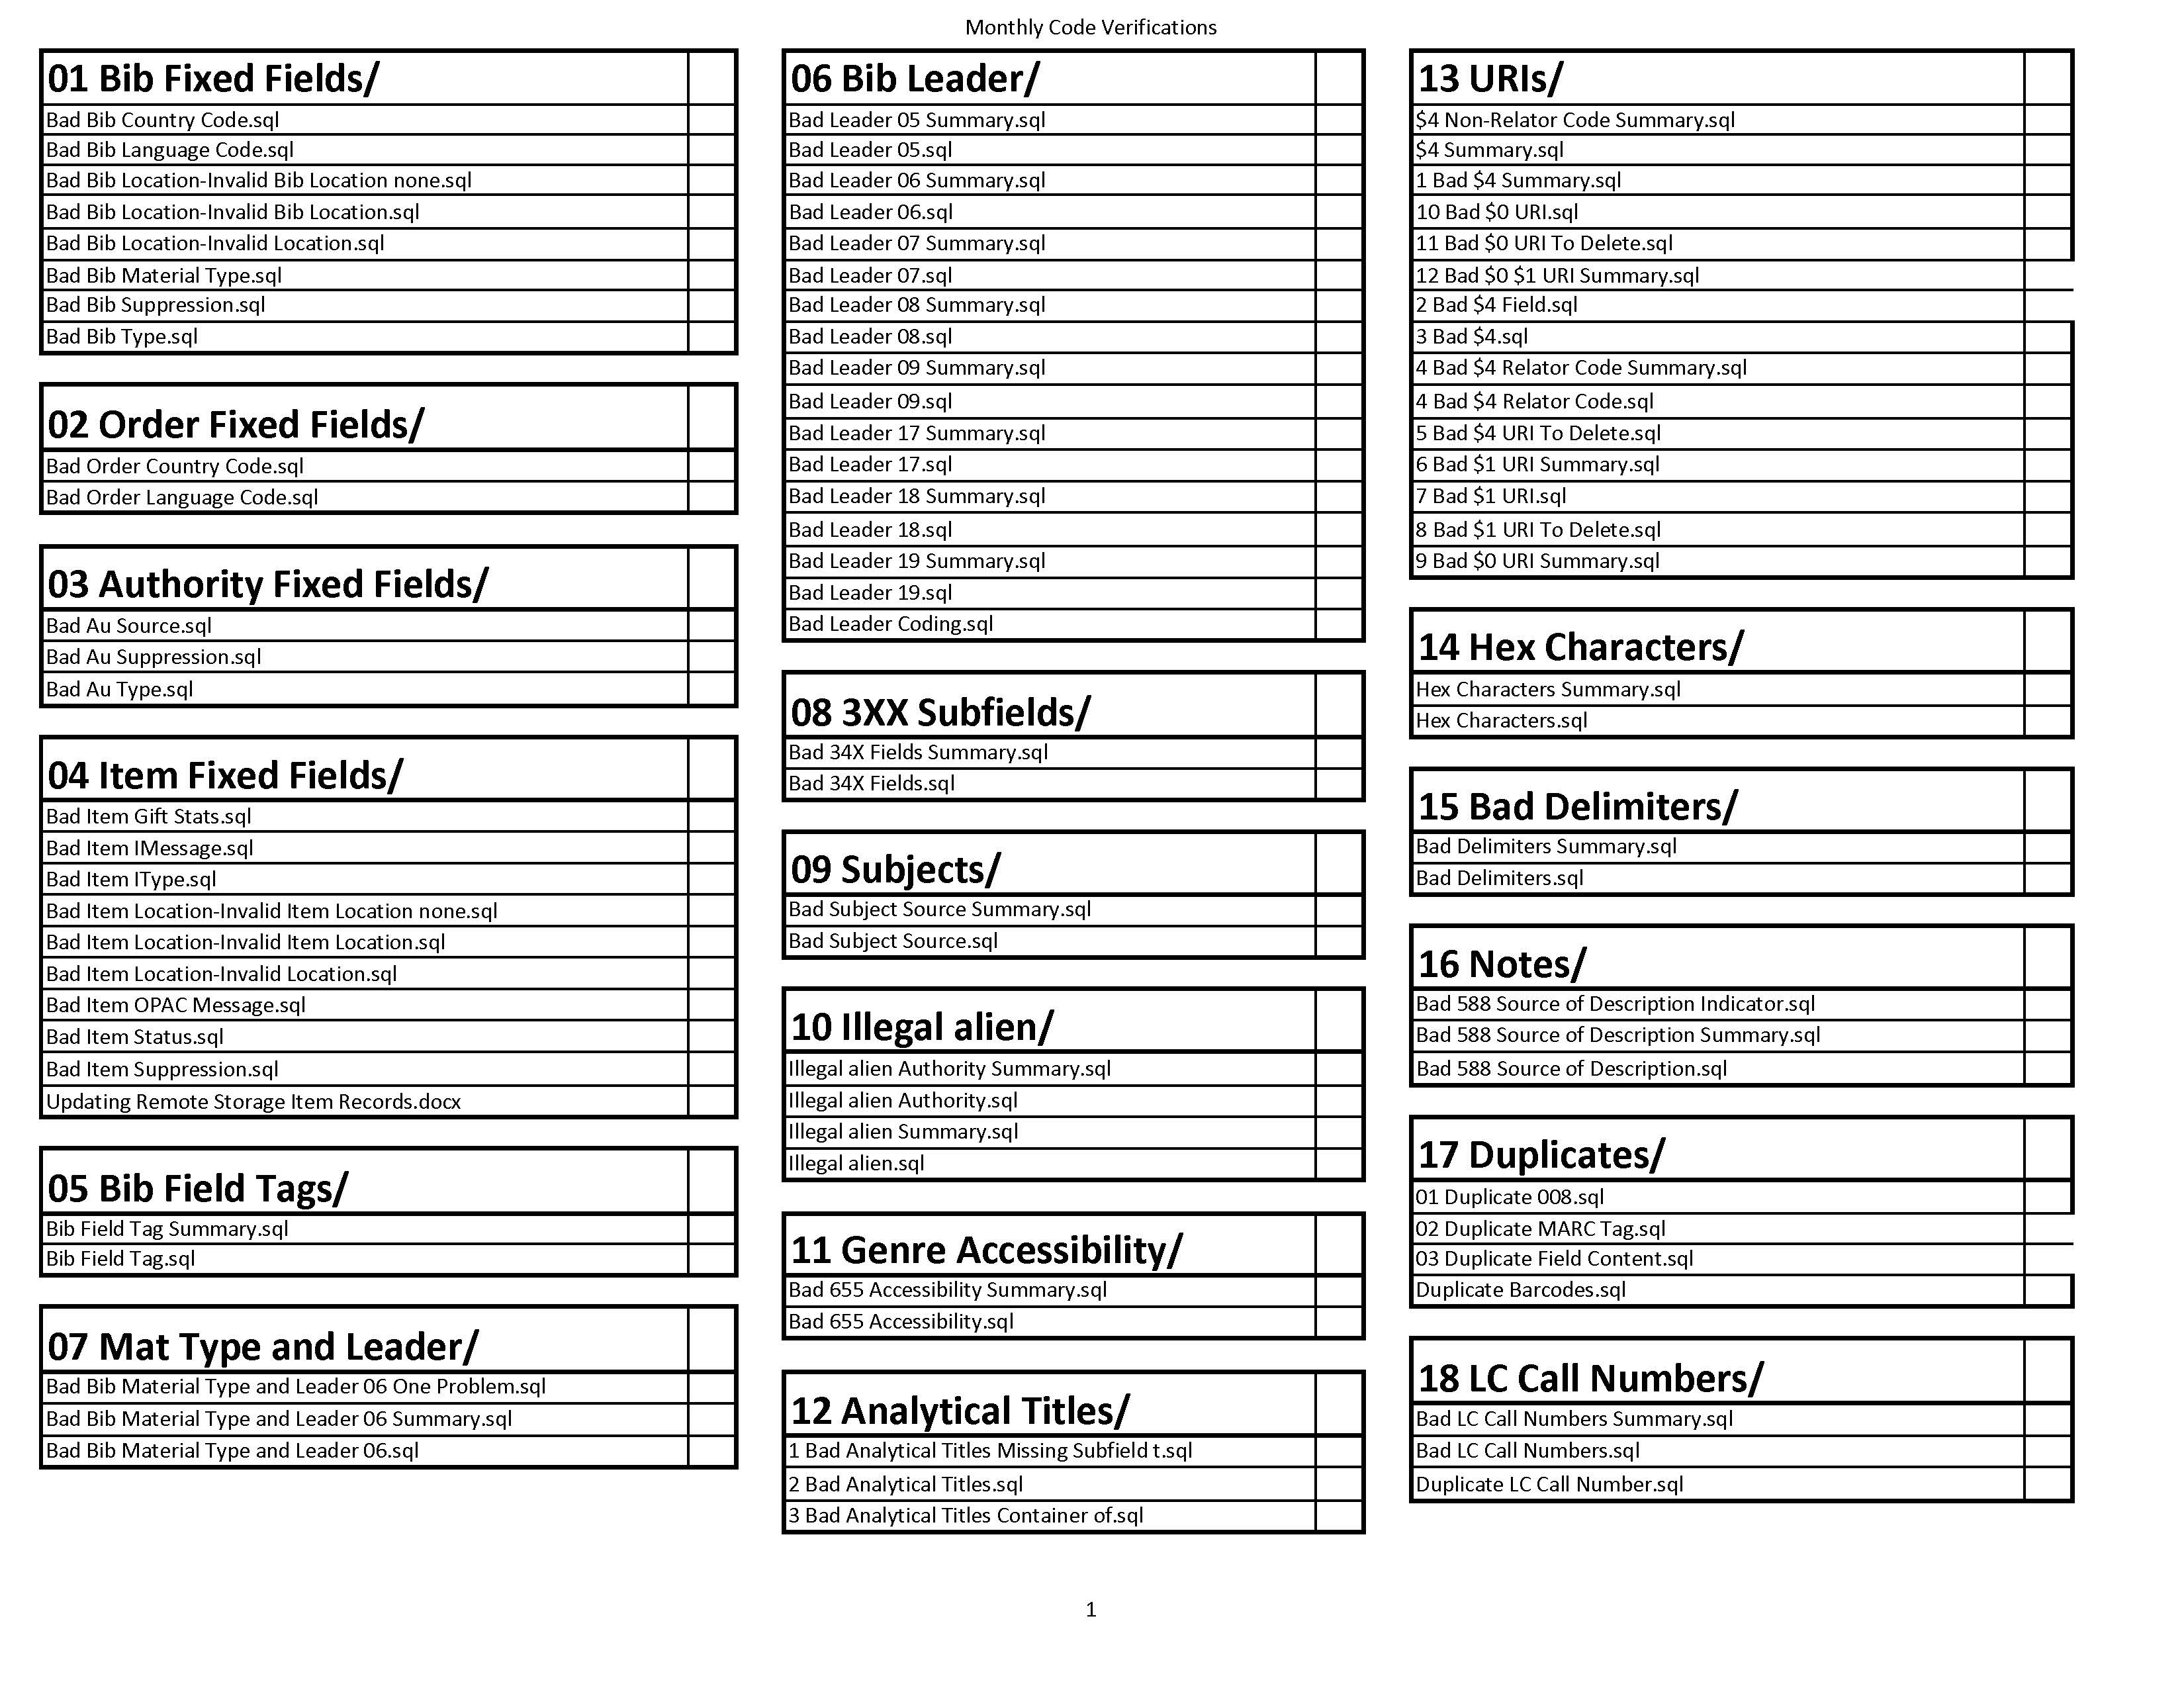 Monthly Code Verifications
01 Bib Fixed Fields/
Bad Bib Country Code.sql
Bad Bib Language Code.sql
Bad Bib Location-Invalid Bib Location none.sql
Bad Bib Location-Invalid Bib Location.sql
Bad Bib Location-Invalid Location.sql
Bad Bib Material Type.sql
Bad Bib Suppression.sql
Bad Bib Type.sql
02 Order Fixed Fields/
Bad Order Country Code.sql
Bad Order Language Code.sql
03 Authority Fixed Fields/
Bad Au Source.sql
Bad Au Suppression.sql
Bad Au Type.sql
04 Item Fixed Fields/
Bad Item Gift Stats.sql
Bad Item IMessage.sql
Bad Item IType.sql
Bad Item Location-Invalid Item Location none.sql
Bad Item Location-Invalid Item Location.sql
Bad Item Location-Invalid Location.sql
Bad Item OPAC Message.sql
Bad Item Status.sql
Bad Item Suppression.sql
Updating Remote Storage Item Records.docx
05 Bib Field Tags/
Bib Field Tag Summary.sql
Bib Field Tag.sql
07 Mat Type and Leader/
Bad Bib Material Type and Leader 06 One Problem.sql
Bad Bib Material Type and Leader 06 Summary.sql
Bad Bib Material Type and Leader 06.sql
06 Bib Leader/
Bad Leader 05 Summary.sql
Bad Leader 05.sql
Bad Leader 06 Summary.sql
Bad Leader 06.sql
Bad Leader 07 Summary.sql
Bad Leader 07.sql
Bad Leader 08 Summary.sql
Bad Leader 08.sql
Bad Leader 09 Summary.sql
Bad Leader 09.sql
Bad Leader 17 Summary.sql
Bad Leader 17.sql
Bad Leader 18 Summary.sql
Bad Leader 18.sql
Bad Leader 19 Summary.sql
Bad Leader 19.sql
Bad Leader Coding.sql
08 3XX Subfields/
Bad 34X Fields Summary.sql
Bad 34X Fields.sql
09 Subjects/
Bad Subject Source Summary.sql
Bad Subject Source.sql
10 Illegal alien/
Illegal alien Authority Summary.sql
Illegal alien Authority.sql
Illegal alien Summary.sql
Illegal alien.sql
11 Genre Accessibility/
Bad 655 Accessibility Summary.sql
Bad 655 Accessibility.sql
12 Analytical Titles/
1 Bad Analytical Titles Missing Subfield t.sql
2 Bad Analytical Titles.sql
3 Bad Analytical Titles Container of.sql
13 URIs/
$4 Non-Relator Code Summary.sql
$4 Summary.sql
1 Bad $4 Summary.sql
10 Bad $0 URI.sql
11 Bad $0 URI To Delete.sql
12 Bad $0 $1 URI Summary.sql
2 Bad $4 Field.sql
3 Bad $4.sql
4 Bad $4 Relator Code Summary.sql
4 Bad $4 Relator Code.sql
5 Bad $4 URI To Delete.sql
6 Bad $1 URI Summary.sql
7 Bad $1 URI.sql
8 Bad $1 URI To Delete.sql
9 Bad $0 URI Summary.sql
14 Hex Characters/
Hex Characters Summary.sql
Hex Characters.sql
15 Bad Delimiters/
Bad Delimiters Summary.sql
Bad Delimiters.sql
16 Notes/
Bad 588 Source of Description Indicator.sql
Bad 588 Source of Description Summary.sql
Bad 588 Source of Description.sql
17 Duplicates/
01 Duplicate 008.sql
02 Duplicate MARC Tag.sql
03 Duplicate Field Content.sql
Duplicate Barcodes.sql
18 LC Call Numbers/
Bad LC Call Numbers Summary.sql
Bad LC Call Numbers.sql
Duplicate LC Call Number.sql
1